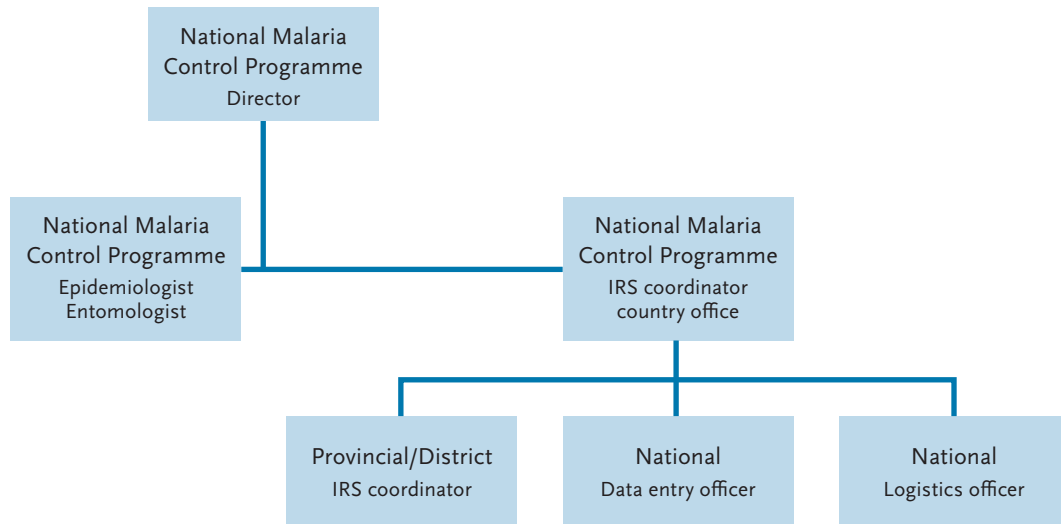 National Malaria
Control Programme
Director
National Malaria
Control Programme
Epidemiologist
Entomologist
National Malaria
Control Programme
IRS coordinator
country office
Provincial/District
IRS coordinator
National
Data entry officer
National
Logistics officer